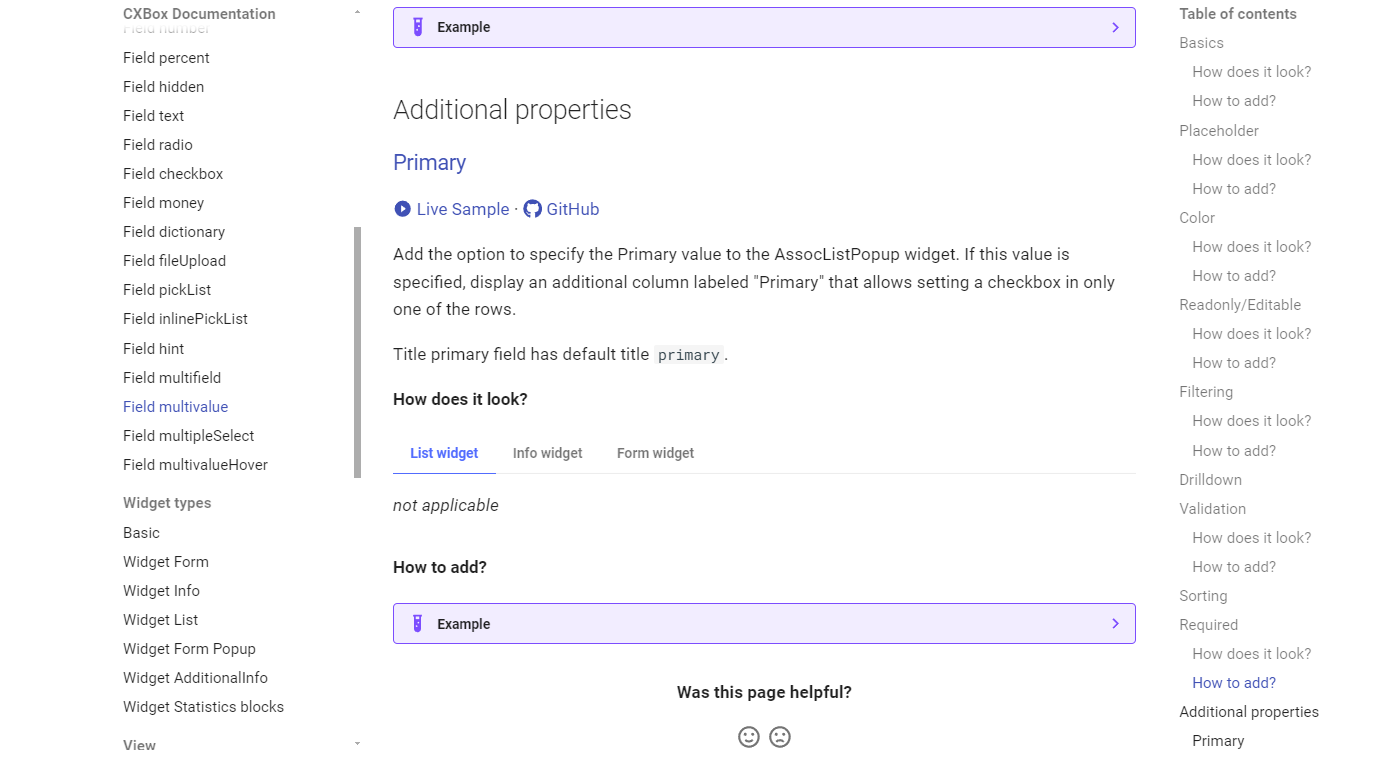 CXBox Documentation
Field number
Field percent
Field hidden
Field text
Field radio
Field checkbox
Field money
Field dictionary
Field fileUpload
Field pickList
Field inlinePickList
Field hint
Field multifield
Field multivalue
Field multipleSelect
Field multivalueHover
Widget types
Basic
Widget Form
Widget Info
Widget List
Widget Form Popup
Widget AdditionalInfo
Widget Statistics blocks
View
Example
Additional properties
Primary
Live Sample · GitHub
Add the option to specify the Primary value to the AssocListPopup widget. If this value is
specified, display an additional column labeled "Primary" that allows setting a checkbox in only
one of the rows.
Title primary field has default title primary.
How does it look?
List widget Info widget Form widget
not applicable
How to add?
Example
Was this page helpful?
Table of contents
Basics
How does it look?
How to add?
Placeholder
How does it look?
How to add?
Color
How does it look?
How to add?
Readonly/Editable
How does it look?
How to add?
Filtering
How does it look?
How to add?
Drilldown
Validation
How does it look?
How to add?
Sorting
Required
How does it look?
How to add?
Additional properties
Primary